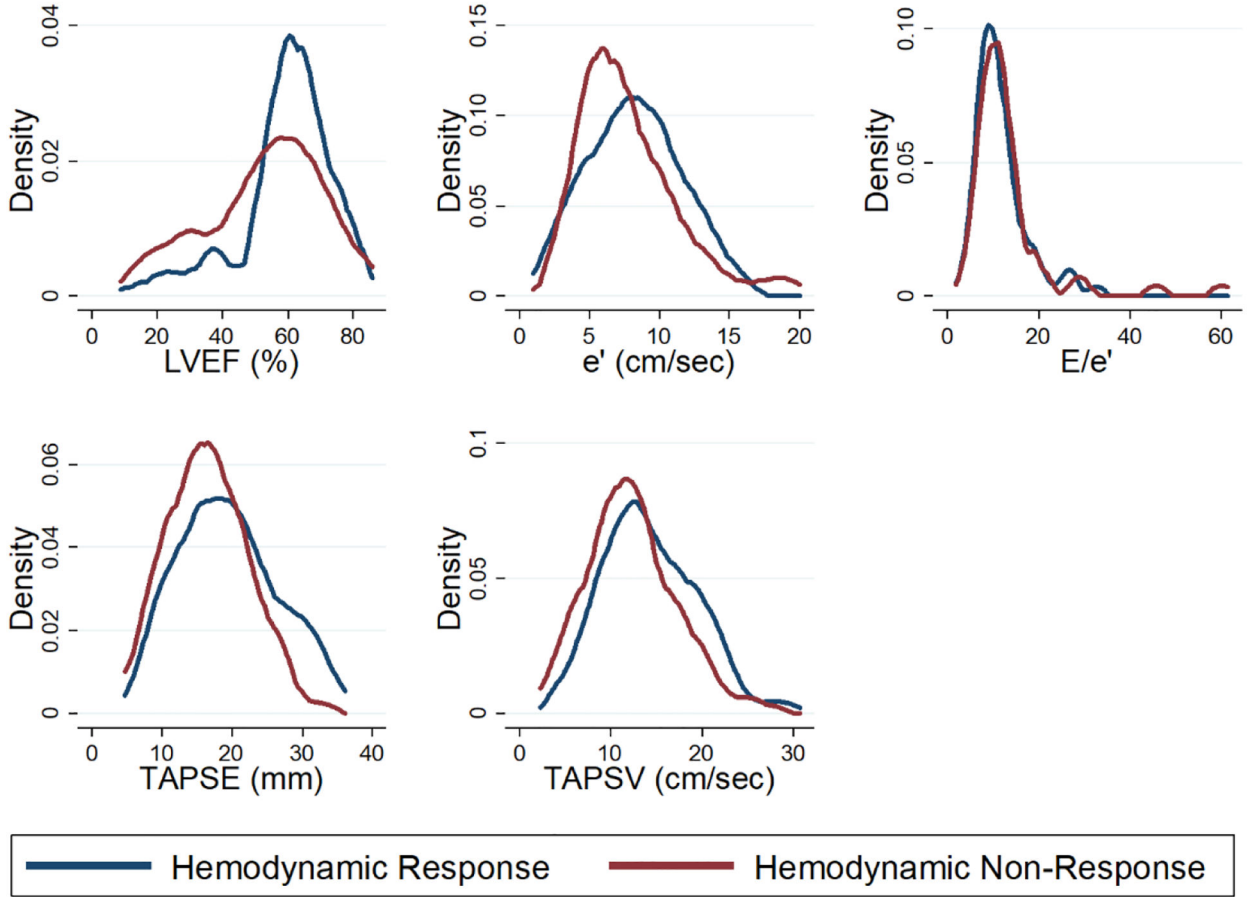 Density
0.04
0.02
0
0 20 40 60 80
LVEF (%)
Density
0.15
0.10
0.05
0
0 5 10 15 20
e' (cm/sec)
Density
0.10
0.05
0
0 20 40 60
E/e'
Density
0.06
0.04
0.02
0
0 10 20 30 40
TAPSE (mm)
Density
0.1
0.05
0
0 10 20 30
TAPSV (cm/sec)
Hemodynamic Response
Hemodynamic Non-Response